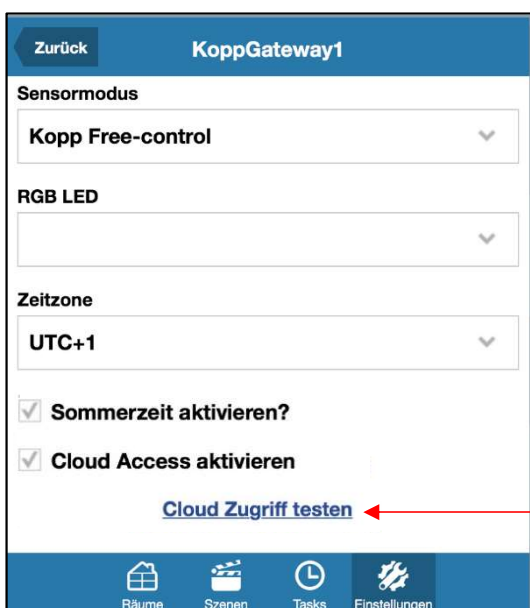 Zurück KoppGateway1
Sensormodus
Kopp Free-control
RGB LED
Zeitzone
UTC+1
Sommerzeit aktivieren?
Cloud Access aktivieren
Cloud Zugriff testen
Räume Szenen Tasks Einstellungen